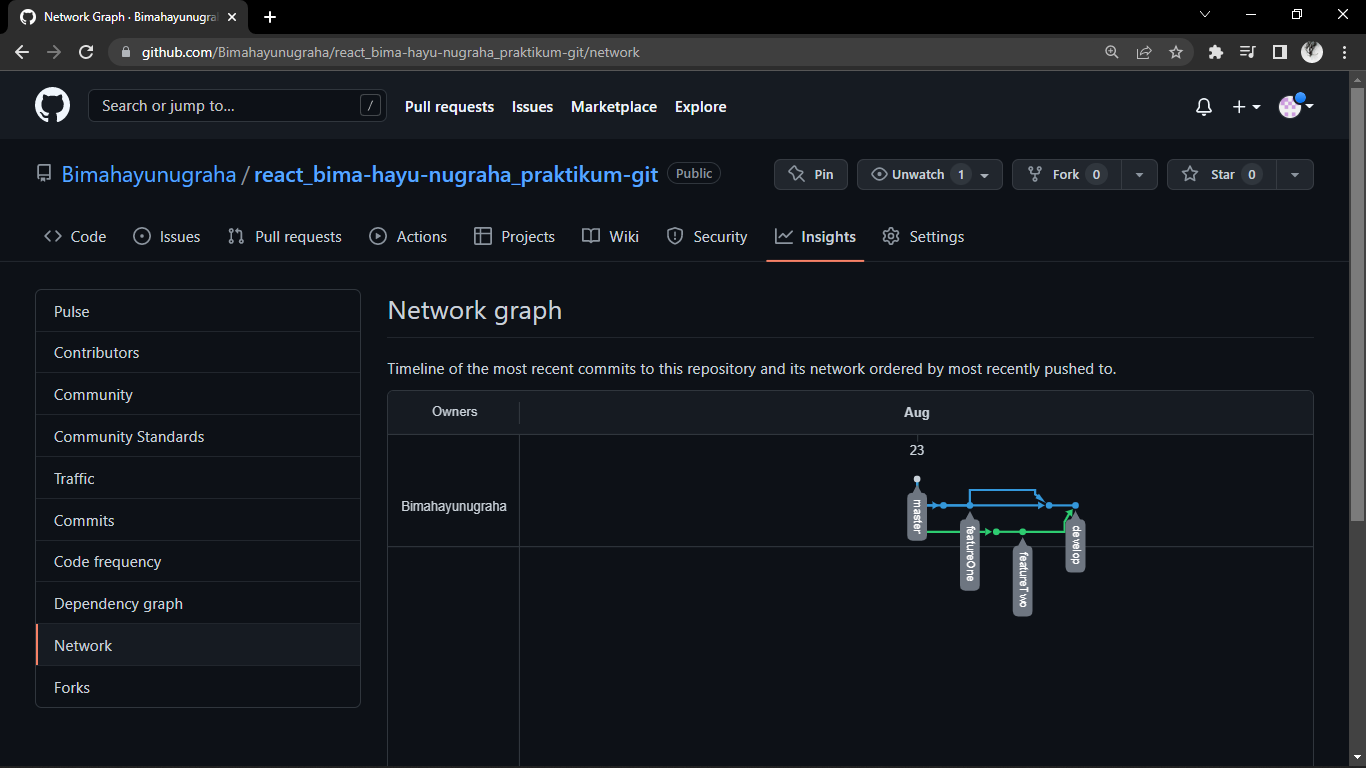 Network Graph · Bimahayunugra
github.com/Bimahayunugraha/react_bima-hayu-nugraha_praktikum-git/network
Search or jump to... /
Pull requests Issues Marketplace Explore
Bimahayunugraha / react_bima-hayu-nugraha_praktikum-git Public
Pin Unwatch 1 Fork 0 Star 0
Code Issues Pull requests Actions Projects Wiki Security Insights Settings
Pulse
Contributors
Community
Community Standards
Traffic
Commits
Code frequency
Dependency graph
Network
Forks
Network graph
Timeline of the most recent commits to this repository and its network ordered by most recently pushed to.
Owners Aug
23
Bimahayunugraha
master
featureOne
featureTwo
develop